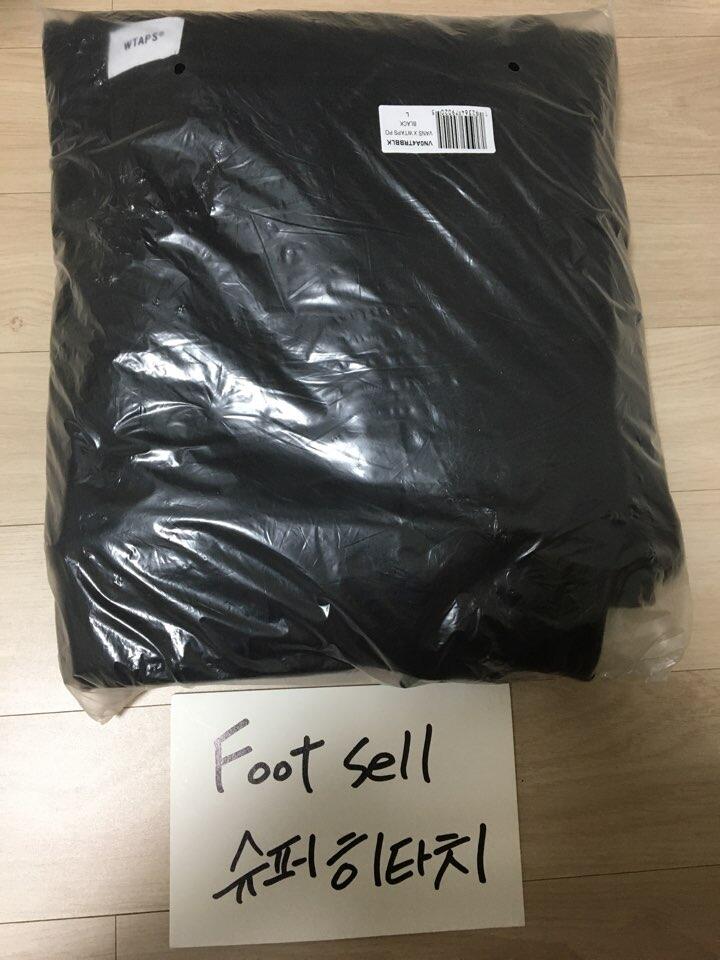 WTAPS®
VN0A4TRBBLK
VANS X WTAPS PO
BLACK
L
Foot sell
슈퍼히타치